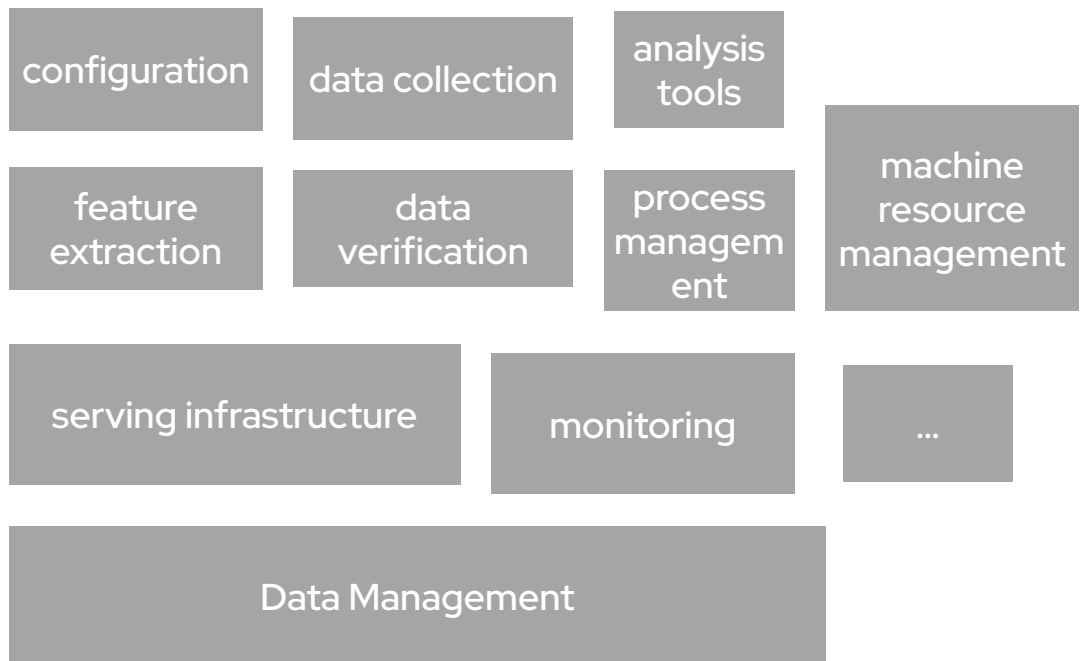 configuration
data collection
analysis
tools
feature
extraction
data
verification
process
managem
ent
machine
resource
management
serving infrastructure
monitoring
...
Data Management